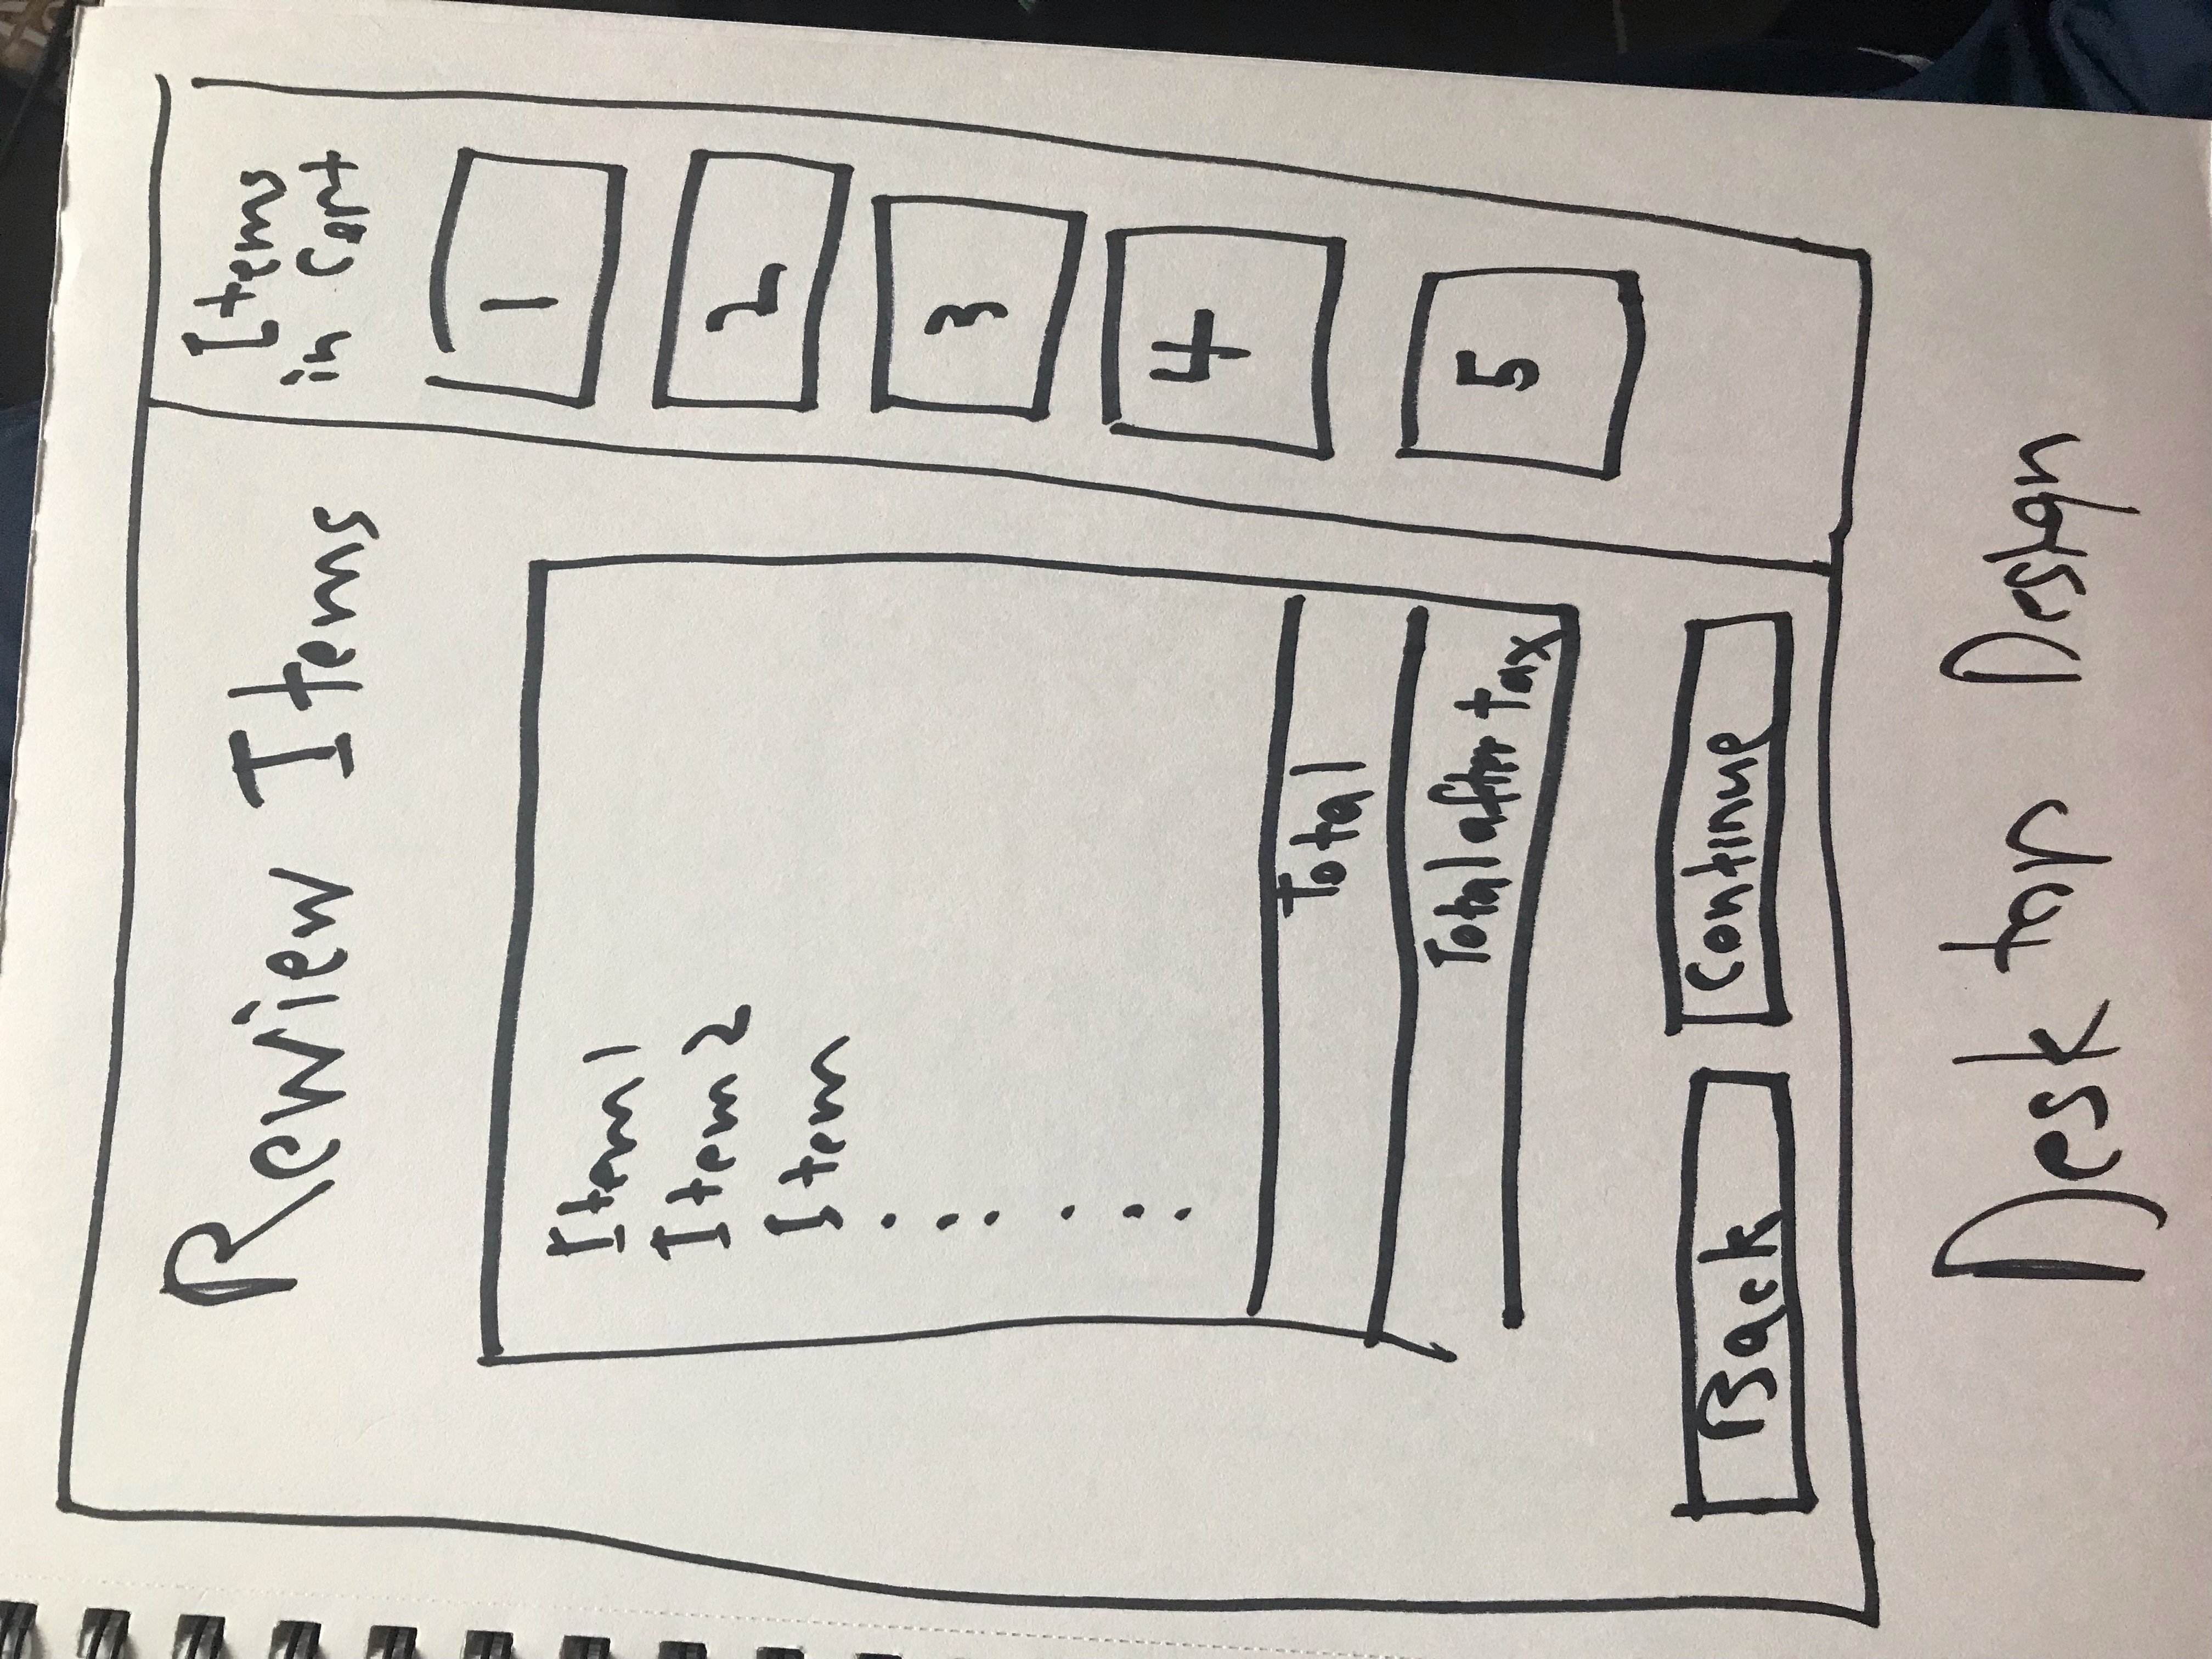 Rewiew Items
Item 1
Item 2
Item
Total
Total after tax
Back
Continue
Items
in Cart
1
2
3
4
5
Desktop Design